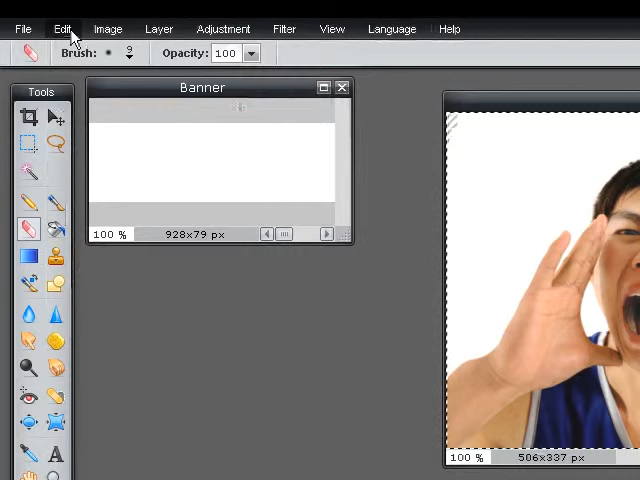 File Edit Image Layer Adjustment Filter View Language Help
Brush: 9 Opacity: 100
Tools
Banner
100 % 928x79 px
100 % 506x337 px
A